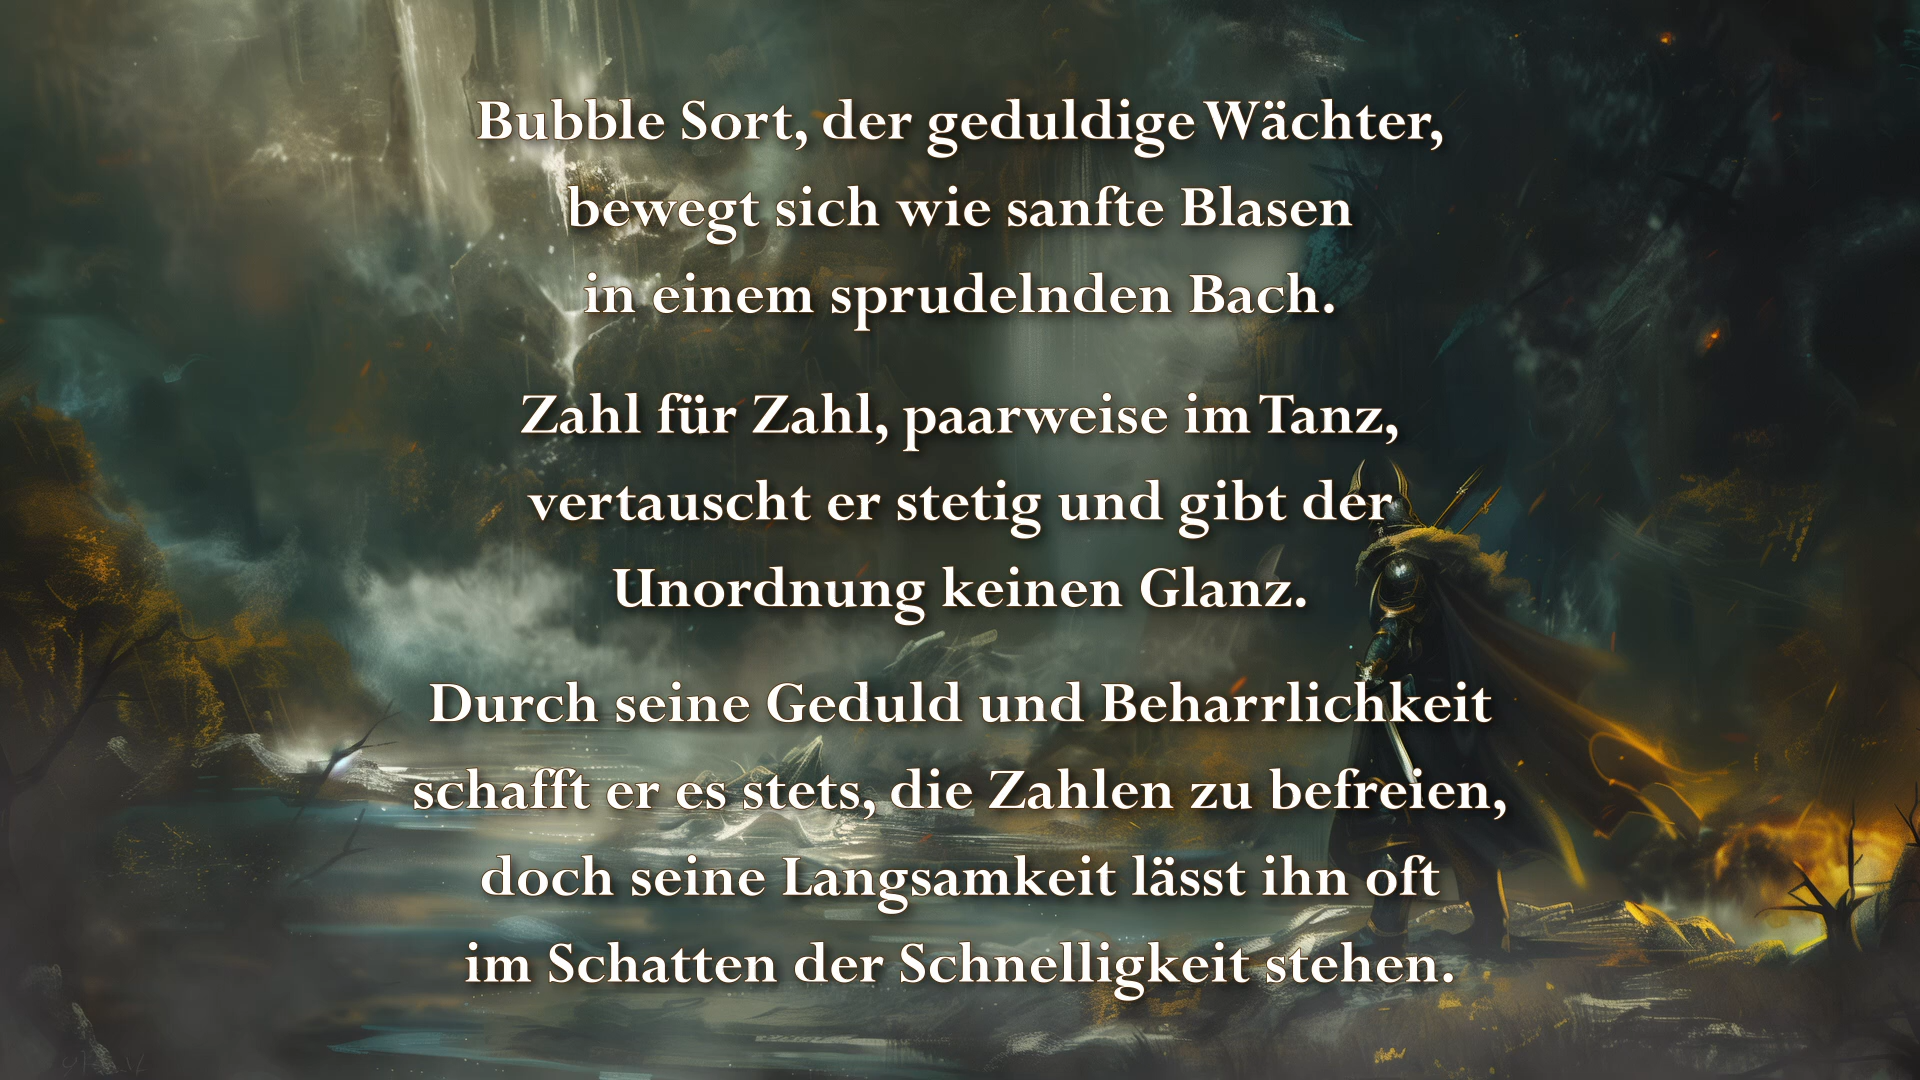 Bubble Sort, der geduldige Wächter,
bewegt sich wie sanfte Blasen
in einem sprudelnden Bach.
Zahl für Zahl, paarweise im Tanz,
vertauscht er stetig und gibt der
Unordnung keinen Glanz.
Durch seine Geduld und Beharrlichkeit
schafft er es stets, die Zahlen zu befreien,
doch seine Langsamkeit lässt ihn oft
im Schatten der Schnelligkeit stehen.